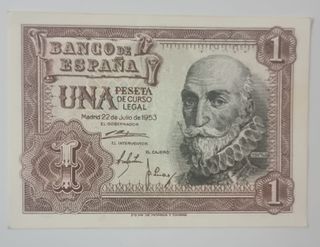 BANCO DE
ESPAÑA
1
UNA
PESETA
DE CURSO
LEGAL
Madrid 22 de Julio de 1953
EL GOBERNADOR
EL INTERVENTOR
EL CAJERO
1
1